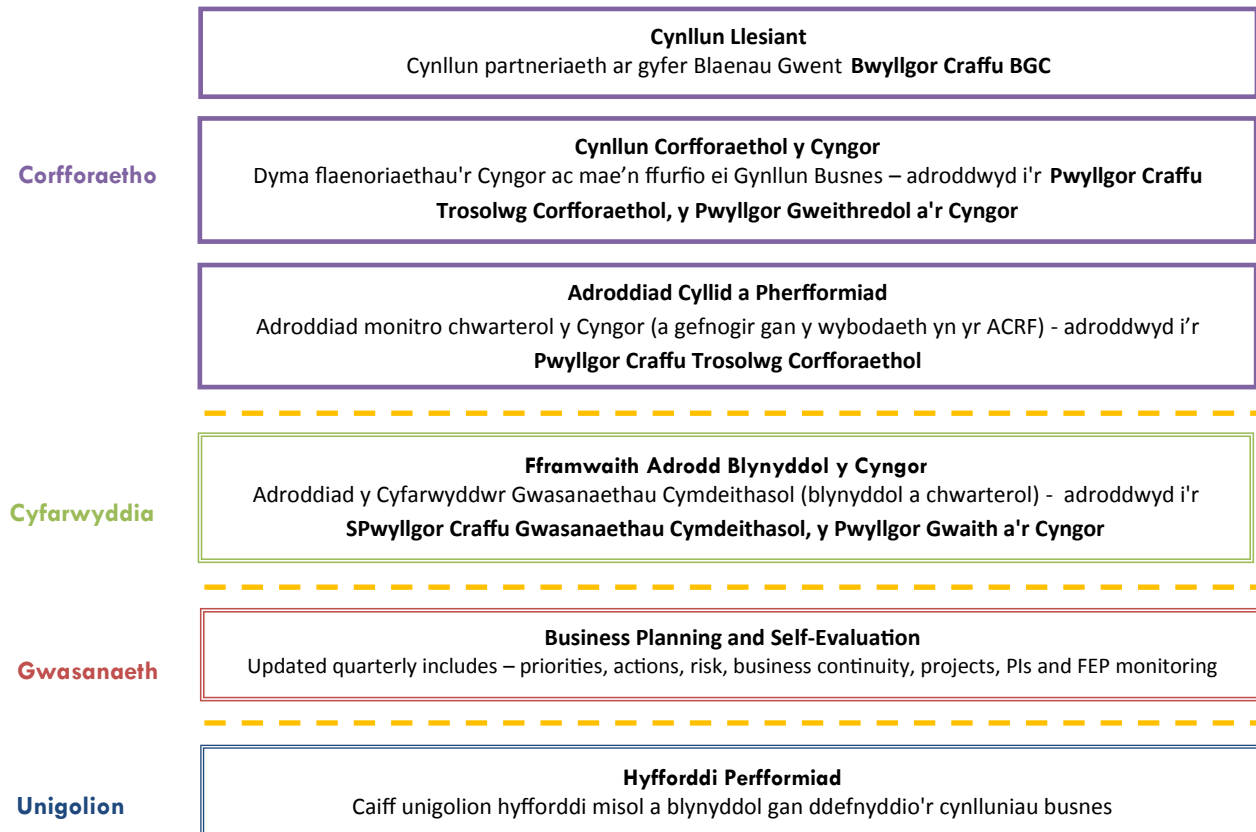 Cynllun Llesiant
Cynllun partneriaeth ar gyfer Blaenau Gwent Bwyllgor Craffu BGC
Corfforaetho
Cynllun Corfforaethol y Cyngor
Dyma flaenoriaethau'r Cyngor ac mae'n ffurfio ei Gynllun Busnes – adroddwyd i'r Pwyllgor Craffu
Trosolwg Corfforaethol, y Pwyllgor Gweithredol a'r Cyngor
Adroddiad Cyllid a Pherfformiad
Adroddiad monitro chwarterol y Cyngor (a gefnogir gan y wybodaeth yn yr ACRF) - adroddwyd i’r
Pwyllgor Craffu Trosolwg Corfforaethol
Cyfarwyddia
Fframwaith Adrodd Blynyddol y Cyngor
Adroddiad y Cyfarwyddwr Gwasanaethau Cymdeithasol (blynyddol a chwarterol) - adroddwyd i'r
SPwyllgor Craffu Gwasanaethau Cymdeithasol, y Pwyllgor Gwaith a'r Cyngor
Gwasanaeth
Business Planning and Self-Evaluation
Updated quarterly includes – priorities, actions, risk, business continuity, projects, PIs and FEP monitoring
Unigolion
Hyfforddi Perfformiad
Caiff unigolion hyfforddi misol a blynyddol gan ddefnyddio'r cynlluniau busnes